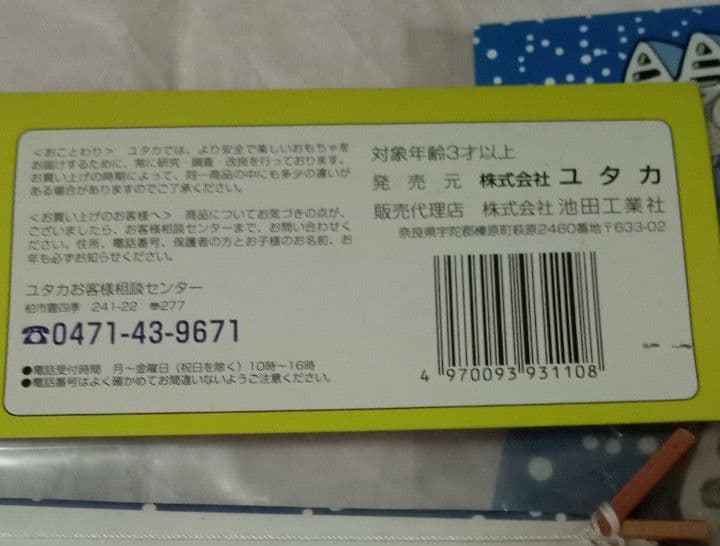 〈おことわり〉 ユタカでは、より安全で楽しいおもちゃを
お届けするために、常に研究・調査 改良を行っております。
お買い上げの時期によって、同一商品の中にも多少の違いが
ある場合がありますのでご了承ください。
〈お買い上げのお客様へ〉 商品についてお気づきの点が、
ございましたら、お客様相談センターまで、お問い合わせく
ださい。住所、電話番号、保護者の方とお子様のお名前、お
年も必ずお知らせください。
ユタカお客様相談センター
柏市豊四季 241-22 巻277
☎0471-43-9671
●電話受付時間 月〜金曜日（祝日を除く）10時〜16時
●電話番号はよく確かめてお間違いないようご注意ください。
対象年齢3才以上
発売元 株式会社 ユタカ
販売代理店 株式会社 池田工業社
奈良県宇陀郡榛原町萩原2460番地〒633-02
4 970093 931108